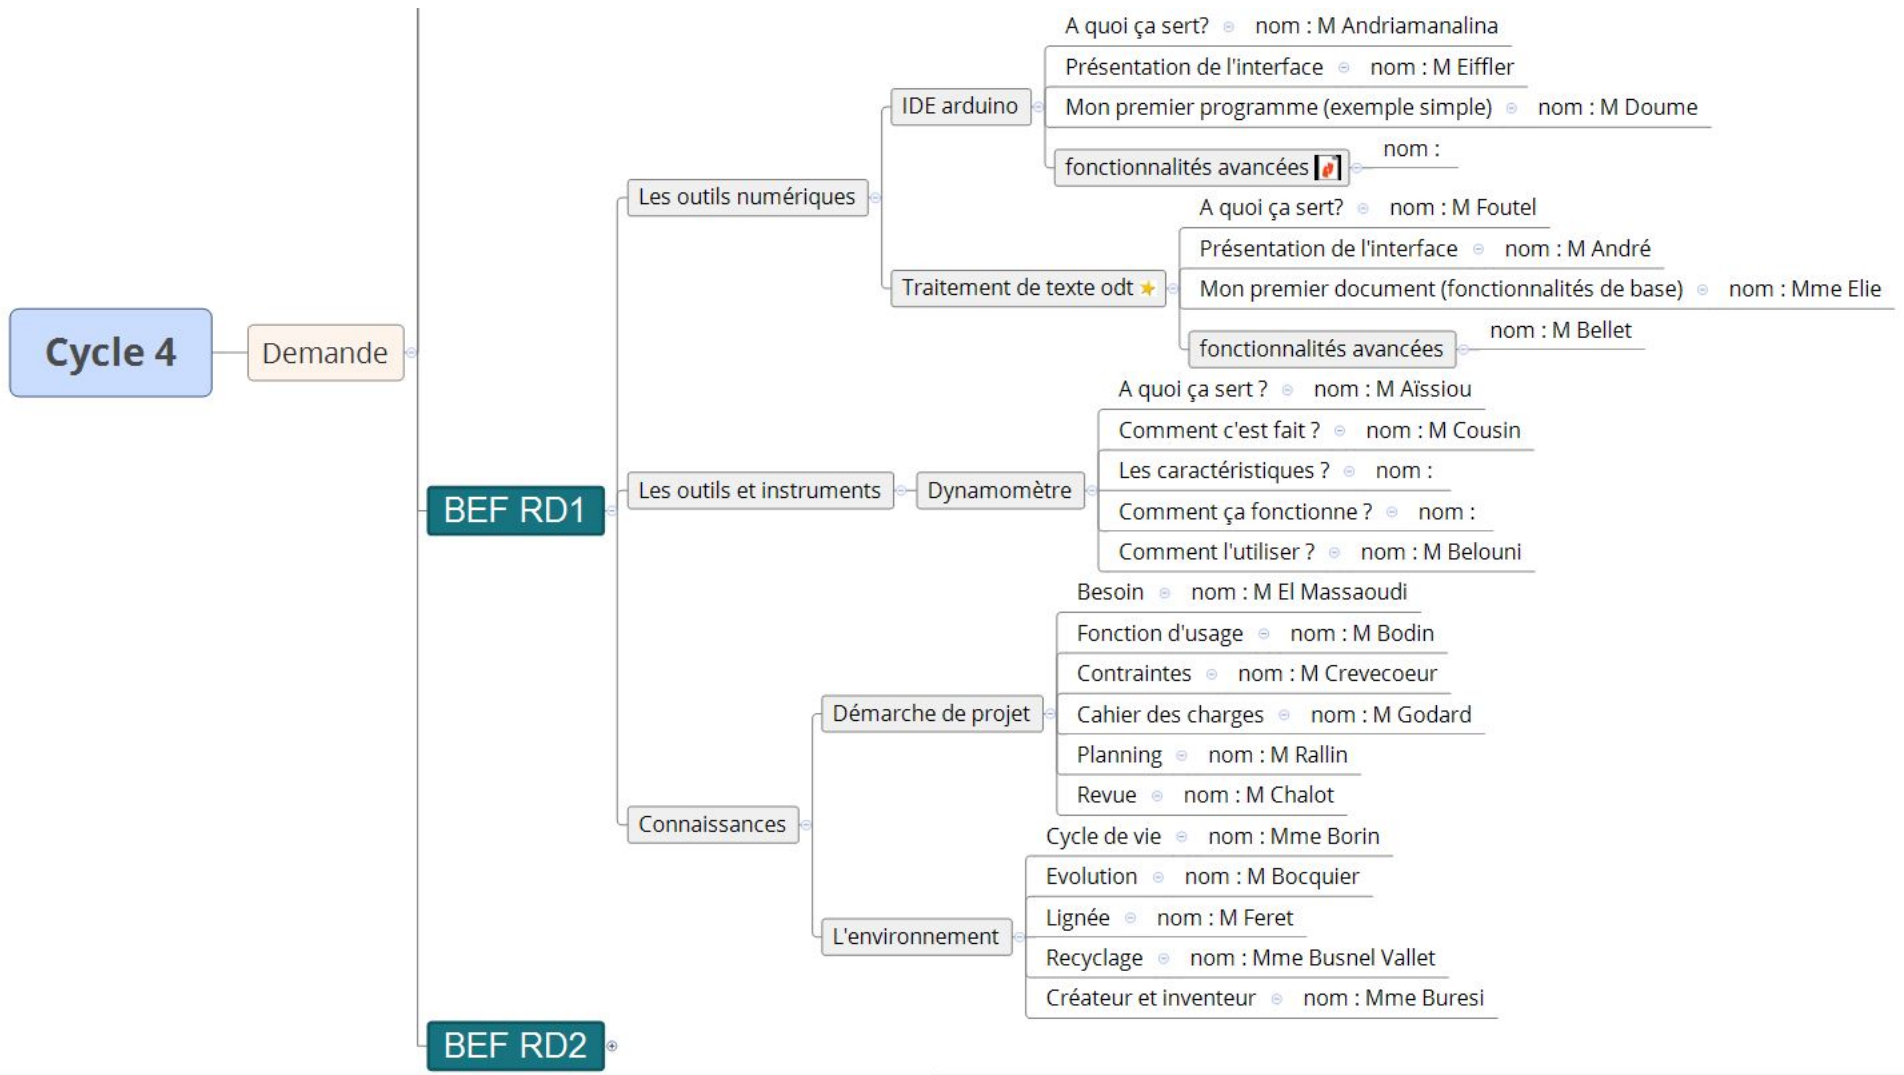 Cycle 4
Demande
BEF RD1
Les outils numériques
IDE arduino
A quoi ça sert? nom : M Andriamanalina
Présentation de l'interface nom : M Eiffler
Mon premier programme (exemple simple) nom : M Doume
fonctionnalités avancées nom :
Traitement de texte odt
A quoi ça sert? nom : M Foutel
Présentation de l'interface nom : M André
Mon premier document (fonctionnalités de base) nom : Mme Elie
fonctionnalités avancées nom : M Bellet
Les outils et instruments
Dynamomètre
A quoi ça sert ? nom : M Aïssiou
Comment c'est fait ? nom : M Cousin
Les caractéristiques ? nom :
Comment ça fonctionne ? nom :
Comment l'utiliser ? nom : M Belouni
Connaissances
Démarche de projet
Besoin nom : M El Massaoudi
Fonction d'usage nom : M Bodin
Contraintes nom : M Crevecoeur
Cahier des charges nom : M Godard
Planning nom : M Rallin
Revue nom : M Chalot
L'environnement
Cycle de vie nom : Mme Borin
Evolution nom : M Bocquier
Lignée nom : M Feret
Recyclage nom : Mme Busnel Vallet
Créateur et inventeur nom : Mme Buresi
BEF RD2